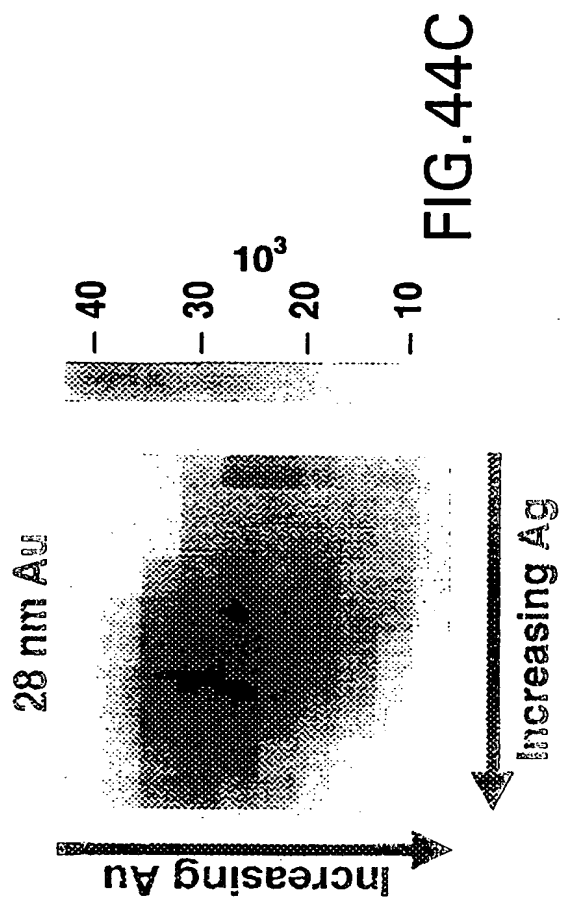 28 nm Au
Increasing Au
Increasing Ag
10³
– 40
– 30
– 20
– 10
FIG.44C